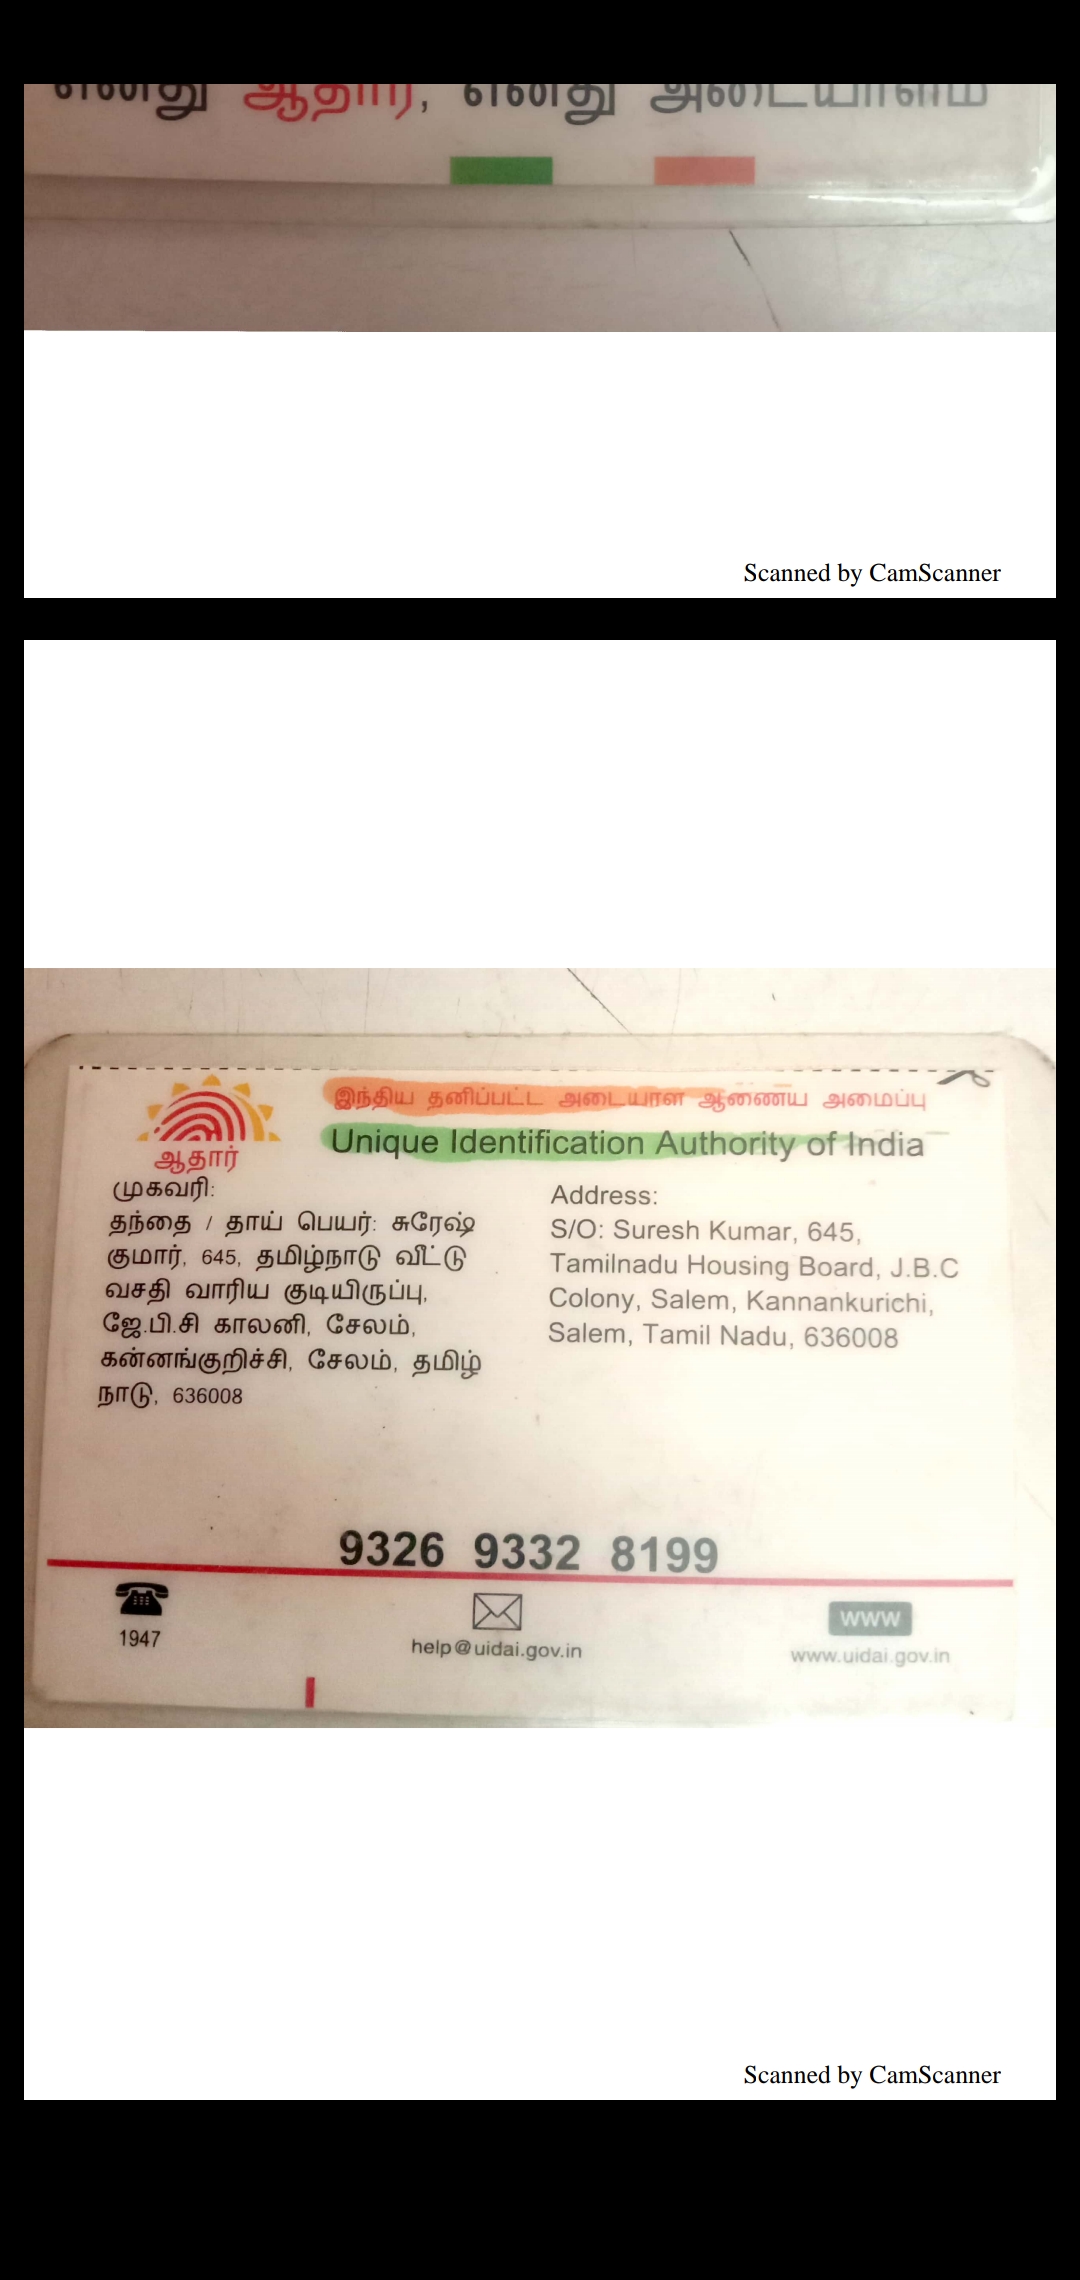 எனது ஆதார், எனது அடையாளம்
Scanned by CamScanner
இந்திய தனிப்பட்ட அடையாள ஆணைய அமைப்பு
Unique Identification Authority of India
ஆதார்
முகவரி:
தந்தை / தாய் பெயர்: சுரேஷ்
குமார், 645, தமிழ்நாடு வீட்டு
வசதி வாரிய குடியிருப்பு,
ஜே.பி.சி காலனி, சேலம்,
கன்னங்குறிச்சி, சேலம், தமிழ்
நாடு, 636008
Address:
S/O: Suresh Kumar, 645,
Tamilnadu Housing Board, J.B.C
Colony, Salem, Kannankurichi,
Salem, Tamil Nadu, 636008
9326 9332 8199
1947
help@uidai.gov.in
www
www.uidai.gov.in
Scanned by CamScanner